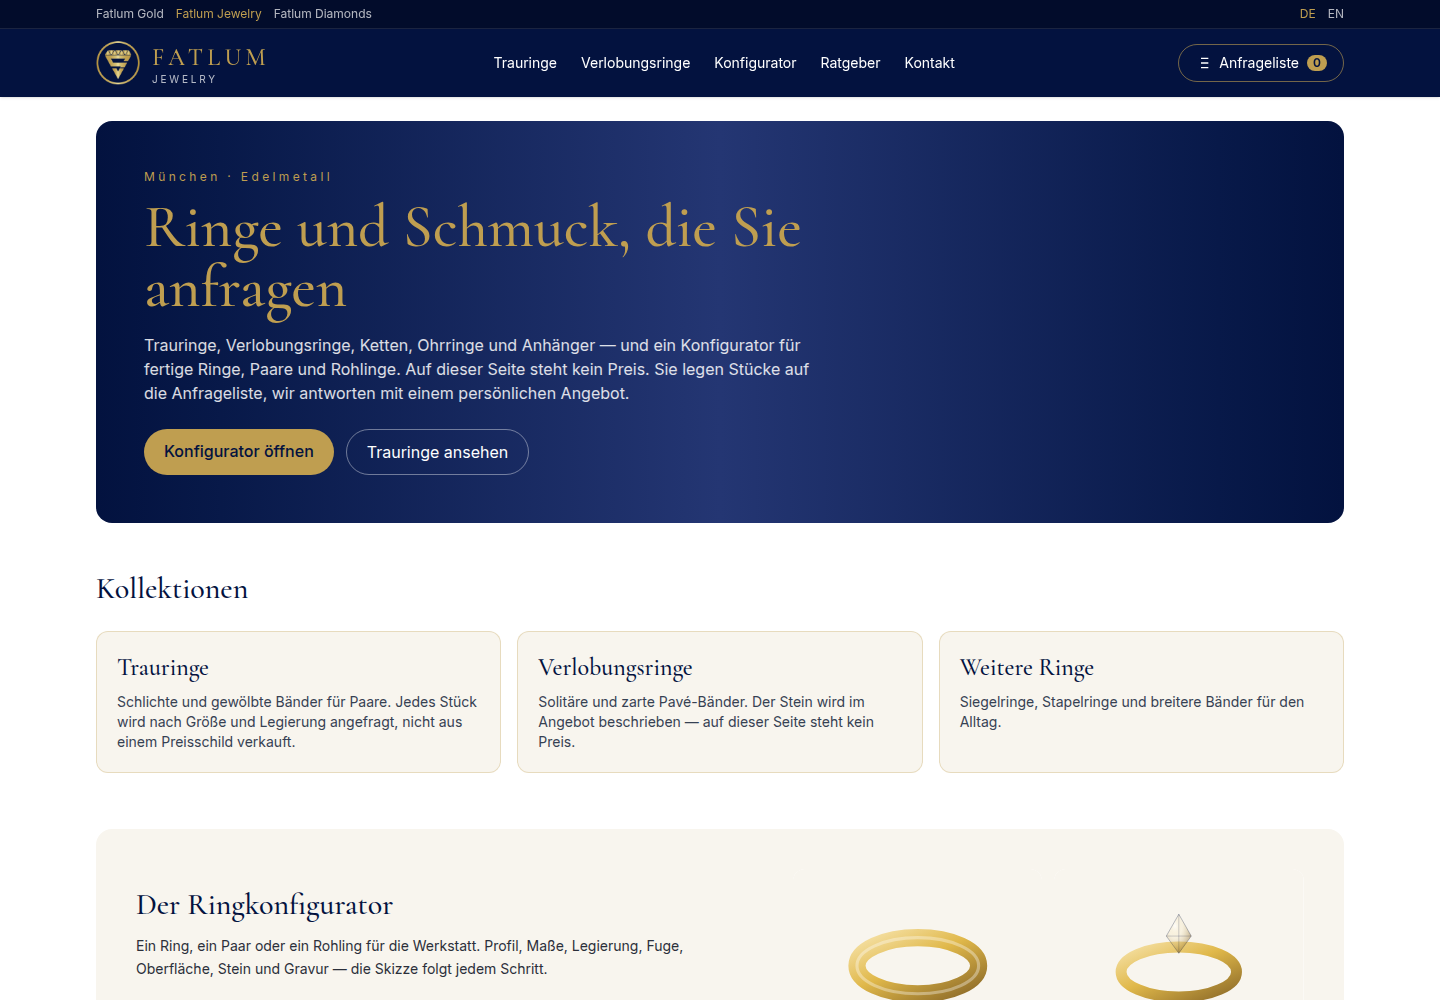 Fatlum Gold Fatlum Jewelry Fatlum Diamonds DE EN
FATLUM
JEWELRY
Trauringe Verlobungsringe Konfigurator Ratgeber Kontakt Anfrageliste 0
München · Edelmetall
Ringe und Schmuck, die Sie
anfragen
Trauringe, Verlobungsringe, Ketten, Ohrringe und Anhänger — und ein Konfigurator für
fertige Ringe, Paare und Rohlinge. Auf dieser Seite steht kein Preis. Sie legen Stücke auf
die Anfrageliste, wir antworten mit einem persönlichen Angebot.
Konfigurator öffnen Trauringe ansehen
Kollektionen
Trauringe
Schlichte und gewölbte Bänder für Paare. Jedes Stück
wird nach Größe und Legierung angefragt, nicht aus
einem Preisschild verkauft.
Verlobungsringe
Solitäre und zarte Pavé-Bänder. Der Stein wird im
Angebot beschrieben — auf dieser Seite steht kein
Preis.
Weitere Ringe
Siegelringe, Stapelringe und breitere Bänder für den
Alltag.
Der Ringkonfigurator
Ein Ring, ein Paar oder ein Rohling für die Werkstatt. Profil, Maße, Legierung, Fuge,
Oberfläche, Stein und Gravur — die Skizze folgt jedem Schritt.